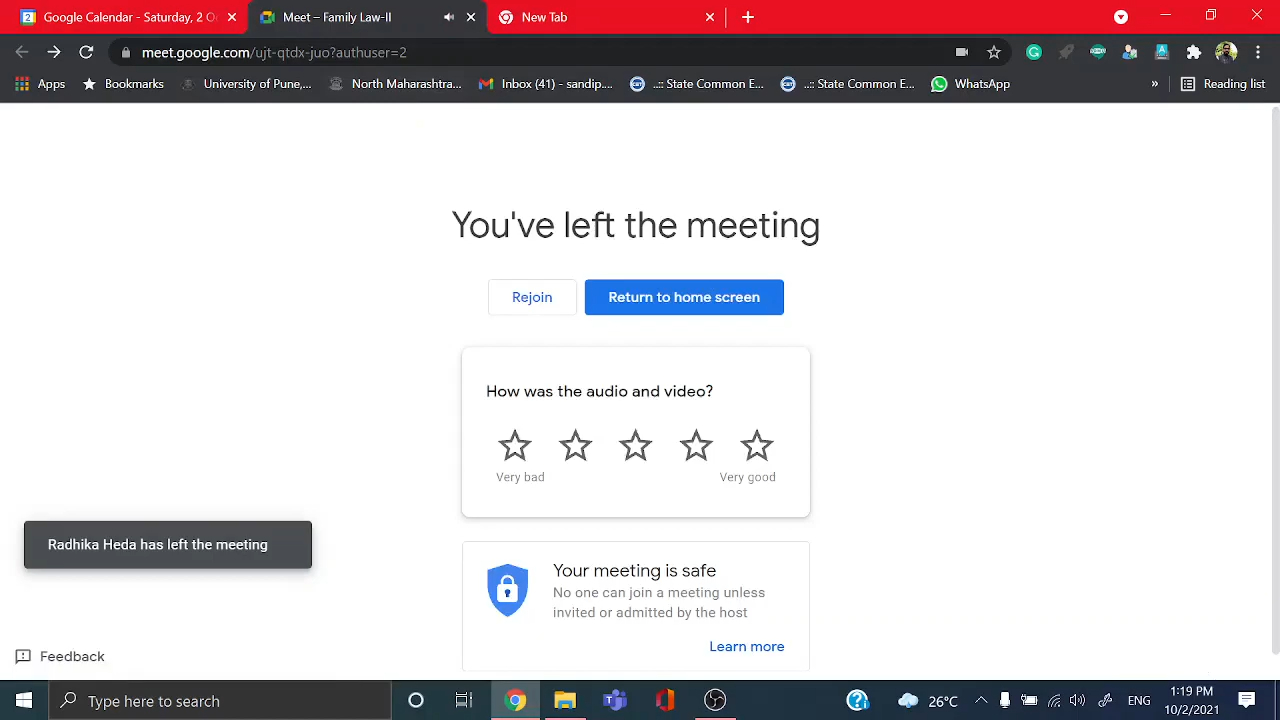 Google Calendar - Saturday, 2 O
Meet – Family Law-II
New Tab
meet.google.com/ujt-qtdx-juo?authuser=2
Apps
Bookmarks
University of Pune,...
North Maharashtra...
Inbox (41) - sandip....
..:: State Common E...
..:: State Common E...
WhatsApp
»
Reading list
You've left the meeting
Rejoin
Return to home screen
How was the audio and video?
Very bad
Very good
Radhika Heda has left the meeting
Your meeting is safe
No one can join a meeting unless
invited or admitted by the host
Learn more
Feedback
Type here to search
26°C
ENG
1:19 PM
10/2/2021